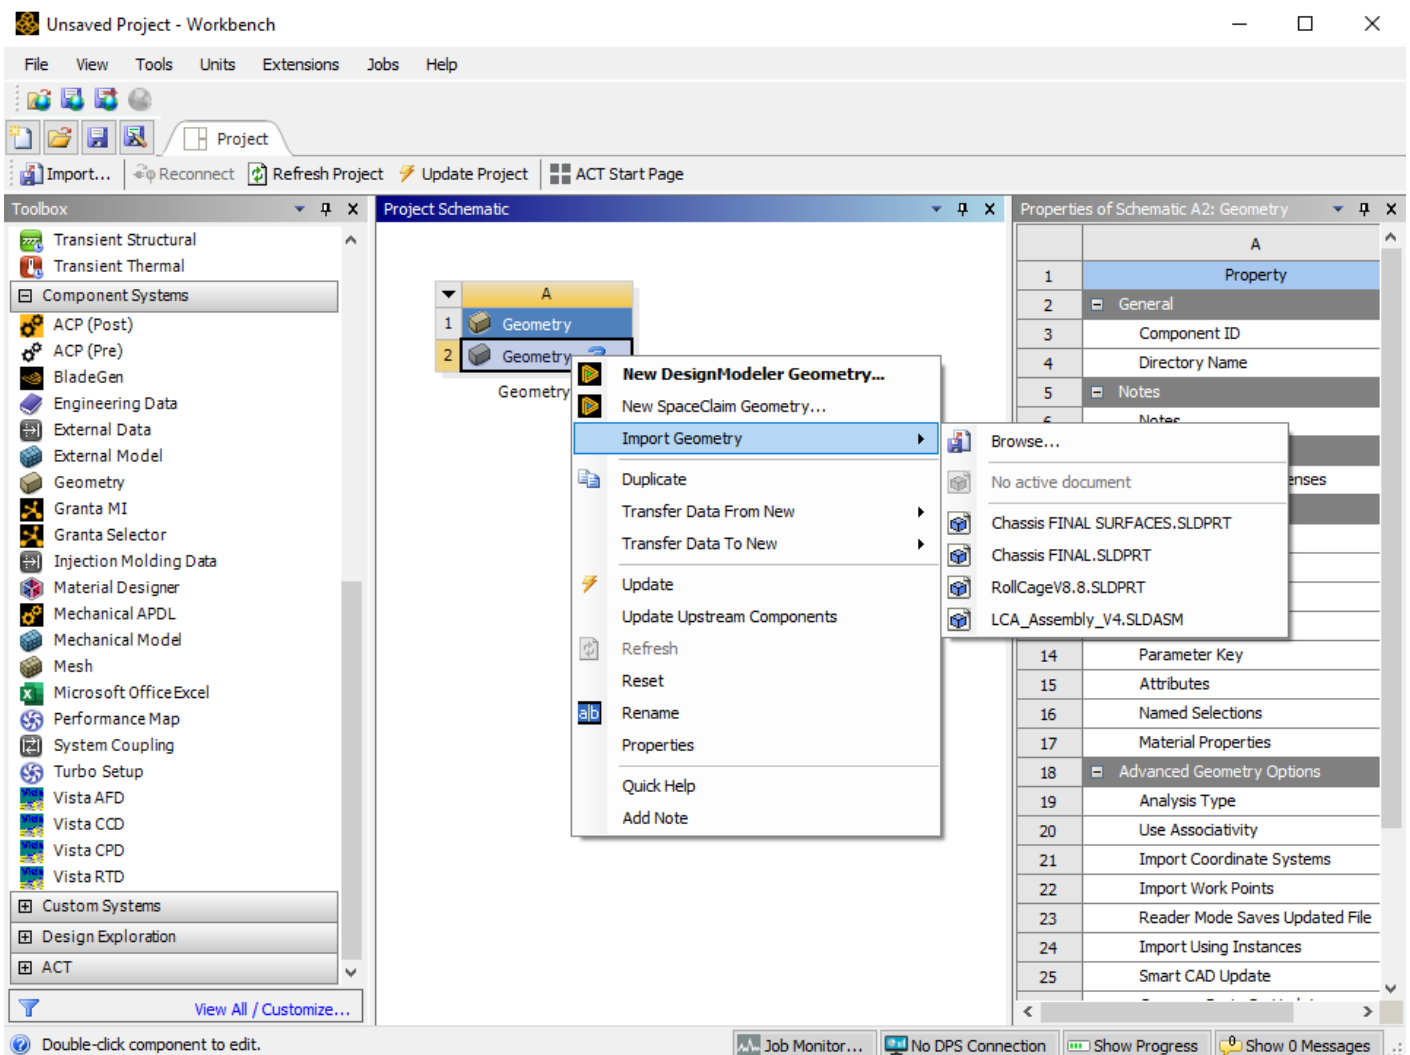 Unsaved Project - Workbench
File View Tools Units Extensions Jobs Help
Project
Import... Reconnect Refresh Project Update Project ACT Start Page
Toolbox
Transient Structural
Transient Thermal
Component Systems
ACP (Post)
ACP (Pre)
BladeGen
Engineering Data
External Data
External Model
Geometry
Granta MI
Granta Selector
Injection Molding Data
Material Designer
Mechanical APDL
Mechanical Model
Mesh
Microsoft Office Excel
Performance Map
System Coupling
Turbo Setup
Vista AFD
Vista CCD
Vista CPD
Vista RTD
Custom Systems
Design Exploration
ACT
View All / Customize...
Project Schematic
A
1 Geometry
2 Geometry
Geometry
New DesignModeler Geometry...
New SpaceClaim Geometry...
Import Geometry
Duplicate
Transfer Data From New
Transfer Data To New
Update
Update Upstream Components
Refresh
Reset
a|b Rename
Properties
Quick Help
Add Note
Browse...
No active document
Chassis FINAL SURFACES.SLDPRT
Chassis FINAL.SLDPRT
RollCageV8.8.SLDPRT
LCA_Assembly_V4.SLDASM
Properties of Schematic A2: Geometry
A
1 Property
2 General
3 Component ID
4 Directory Name
5 Notes
6 Notes
enses
14 Parameter Key
15 Attributes
16 Named Selections
17 Material Properties
18 Advanced Geometry Options
19 Analysis Type
20 Use Associativity
21 Import Coordinate Systems
22 Import Work Points
23 Reader Mode Saves Updated File
24 Import Using Instances
25 Smart CAD Update
Double-click component to edit.
Job Monitor... No DPS Connection Show Progress 0 Show 0 Messages